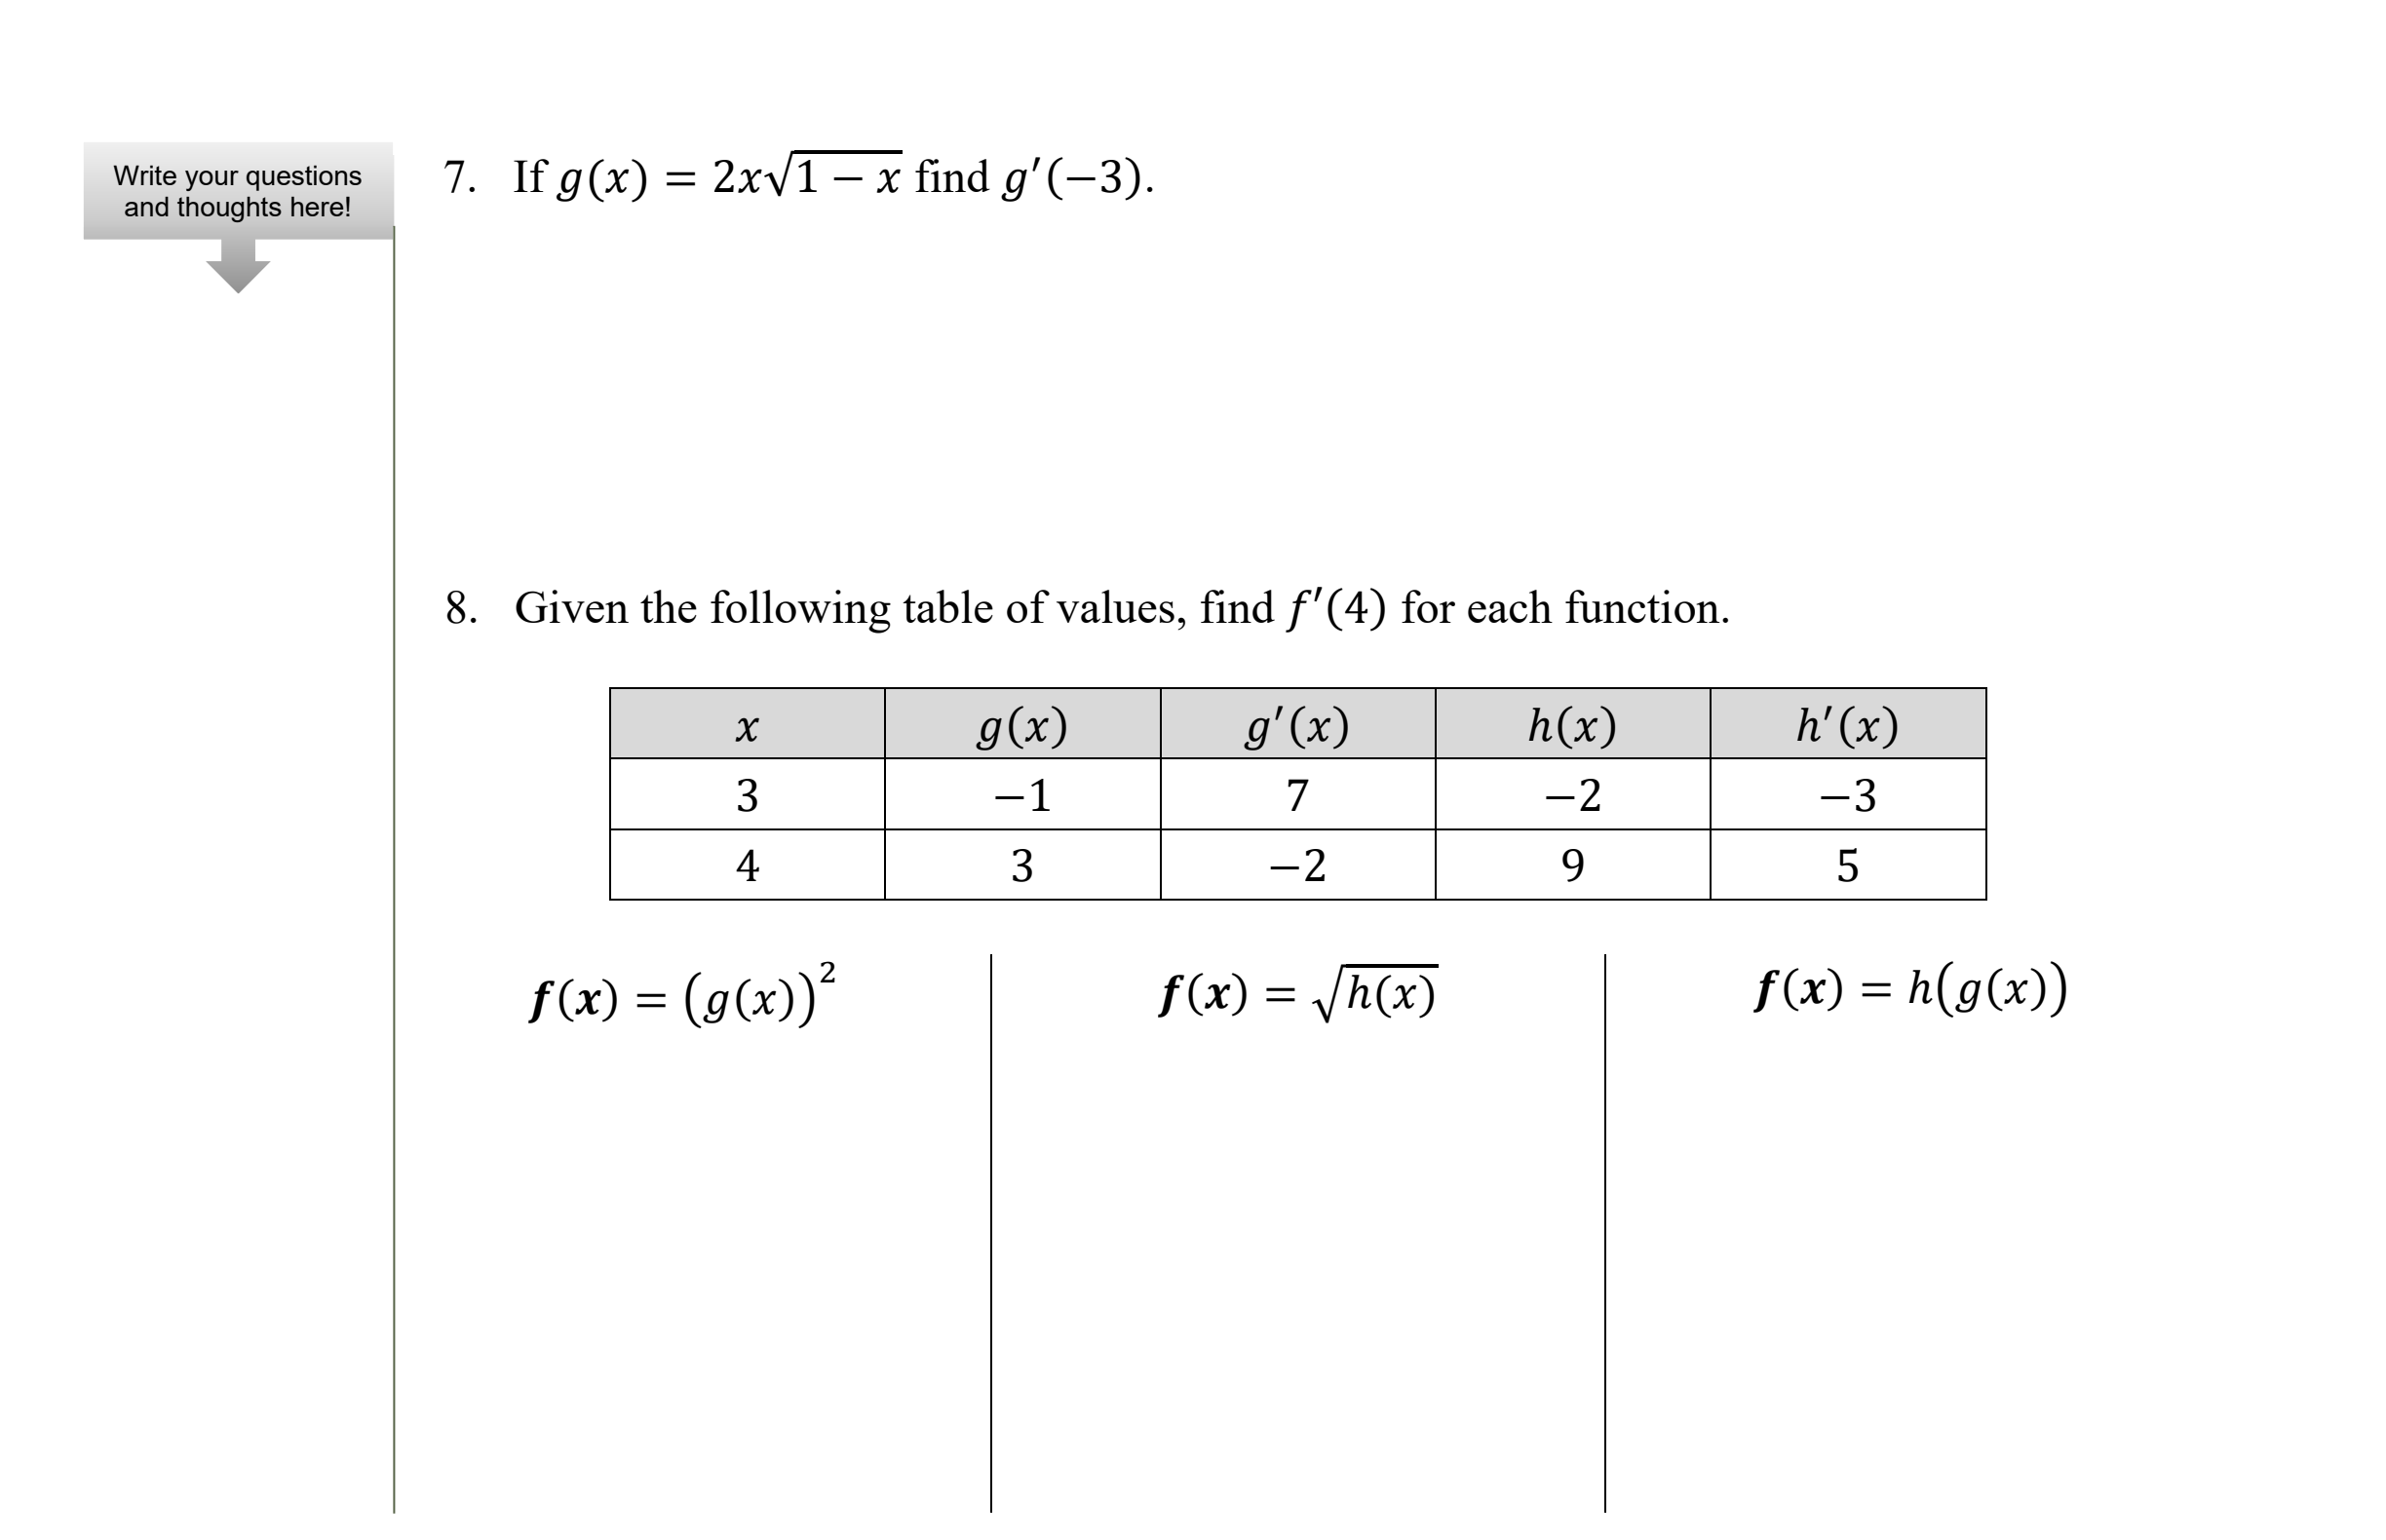 Write your questions
and thoughts here!
7. If g(x) = 2x√(1 − x) find g′(−3).
8. Given the following table of values, find f′(4) for each function.
x g(x) g′(x) h(x) h′(x)
3 −1 7 −2 −3
4 3 −2 9 5
f(x) = (g(x))²
f(x) = √h(x)
f(x) = h(g(x))